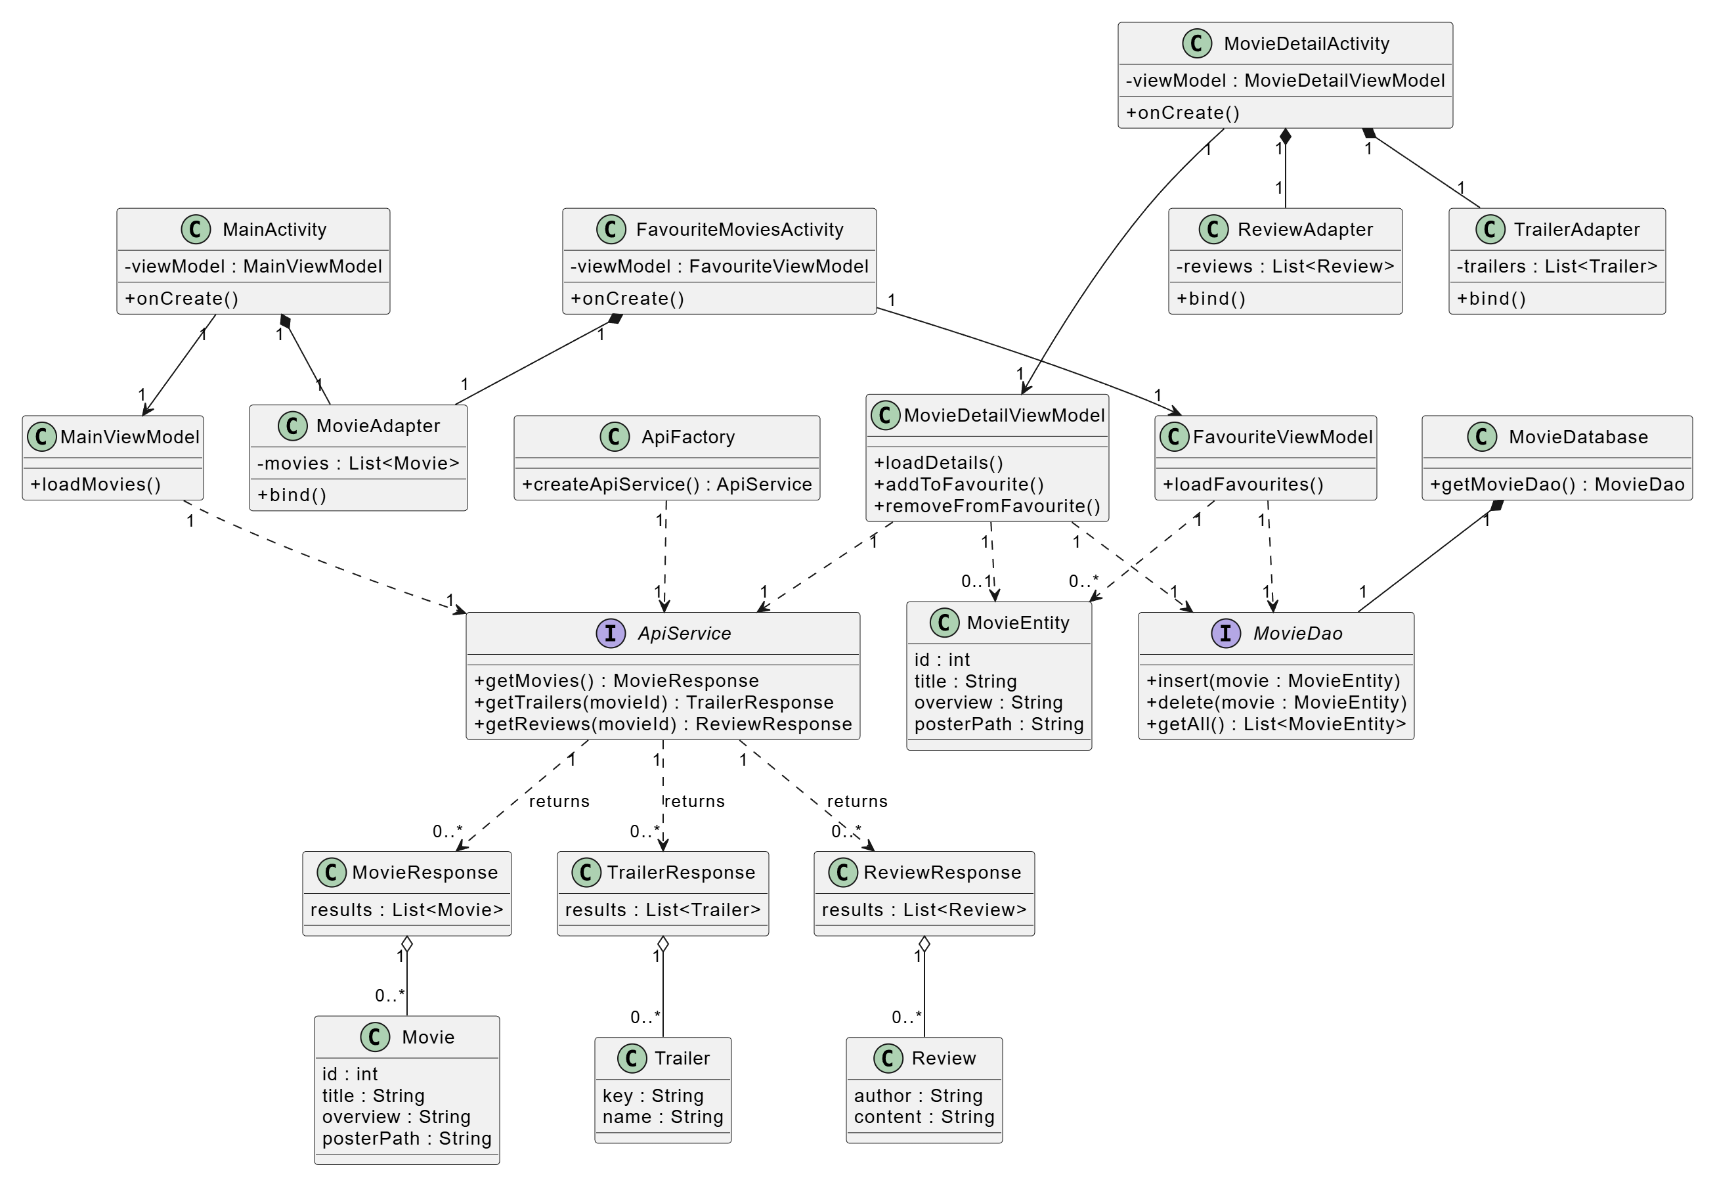 C MovieDetailActivity
-viewModel : MovieDetailViewModel
+onCreate()
1
1
1
1
1
1
C MainActivity
-viewModel : MainViewModel
+onCreate()
C FavouriteMoviesActivity
-viewModel : FavouriteViewModel
+onCreate()
C ReviewAdapter
-reviews : List<Review>
+bind()
C TrailerAdapter
-trailers : List<Trailer>
+bind()
1
1
1
1
1
1
1
1
C MainViewModel
+loadMovies()
C MovieAdapter
-movies : List<Movie>
+bind()
C ApiFactory
+createApiService() : ApiService
C MovieDetailViewModel
+loadDetails()
+addToFavourite()
+removeFromFavourite()
C FavouriteViewModel
+loadFavourites()
C MovieDatabase
+getMovieDao() : MovieDao
1
1
1
1
1
1
1
1
1
1
1
0..1
0..*
1
1
1
1
I ApiService
+getMovies() : MovieResponse
+getTrailers(movieId) : TrailerResponse
+getReviews(movieId) : ReviewResponse
C MovieEntity
id : int
title : String
overview : String
posterPath : String
I MovieDao
+insert(movie : MovieEntity)
+delete(movie : MovieEntity)
+getAll() : List<MovieEntity>
1
1
1
returns
returns
returns
0..*
0..*
0..*
C MovieResponse
results : List<Movie>
C TrailerResponse
results : List<Trailer>
C ReviewResponse
results : List<Review>
1
1
1
0..*
0..*
0..*
C Movie
id : int
title : String
overview : String
posterPath : String
C Trailer
key : String
name : String
C Review
author : String
content : String